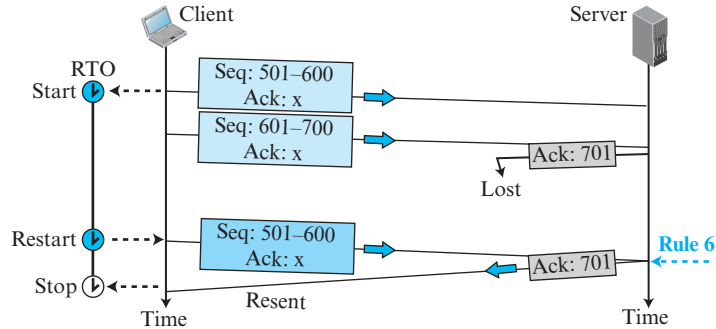 Client
Server
RTO
Start
Seq: 501–600
Ack: x
Seq: 601–700
Ack: x
Ack: 701
Lost
Restart
Seq: 501–600
Ack: x
Rule 6
Ack: 701
Stop
Resent
Time
Time